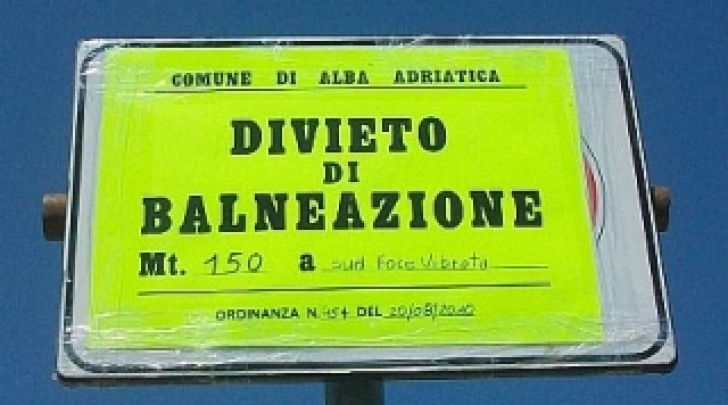 COMUNE DI ALBA ADRIATICA
DIVIETO
DI
BALNEAZIONE
Mt. 150 a sud Foce Vibrata
ORDINANZA N. 454 DEL 20/08/2010